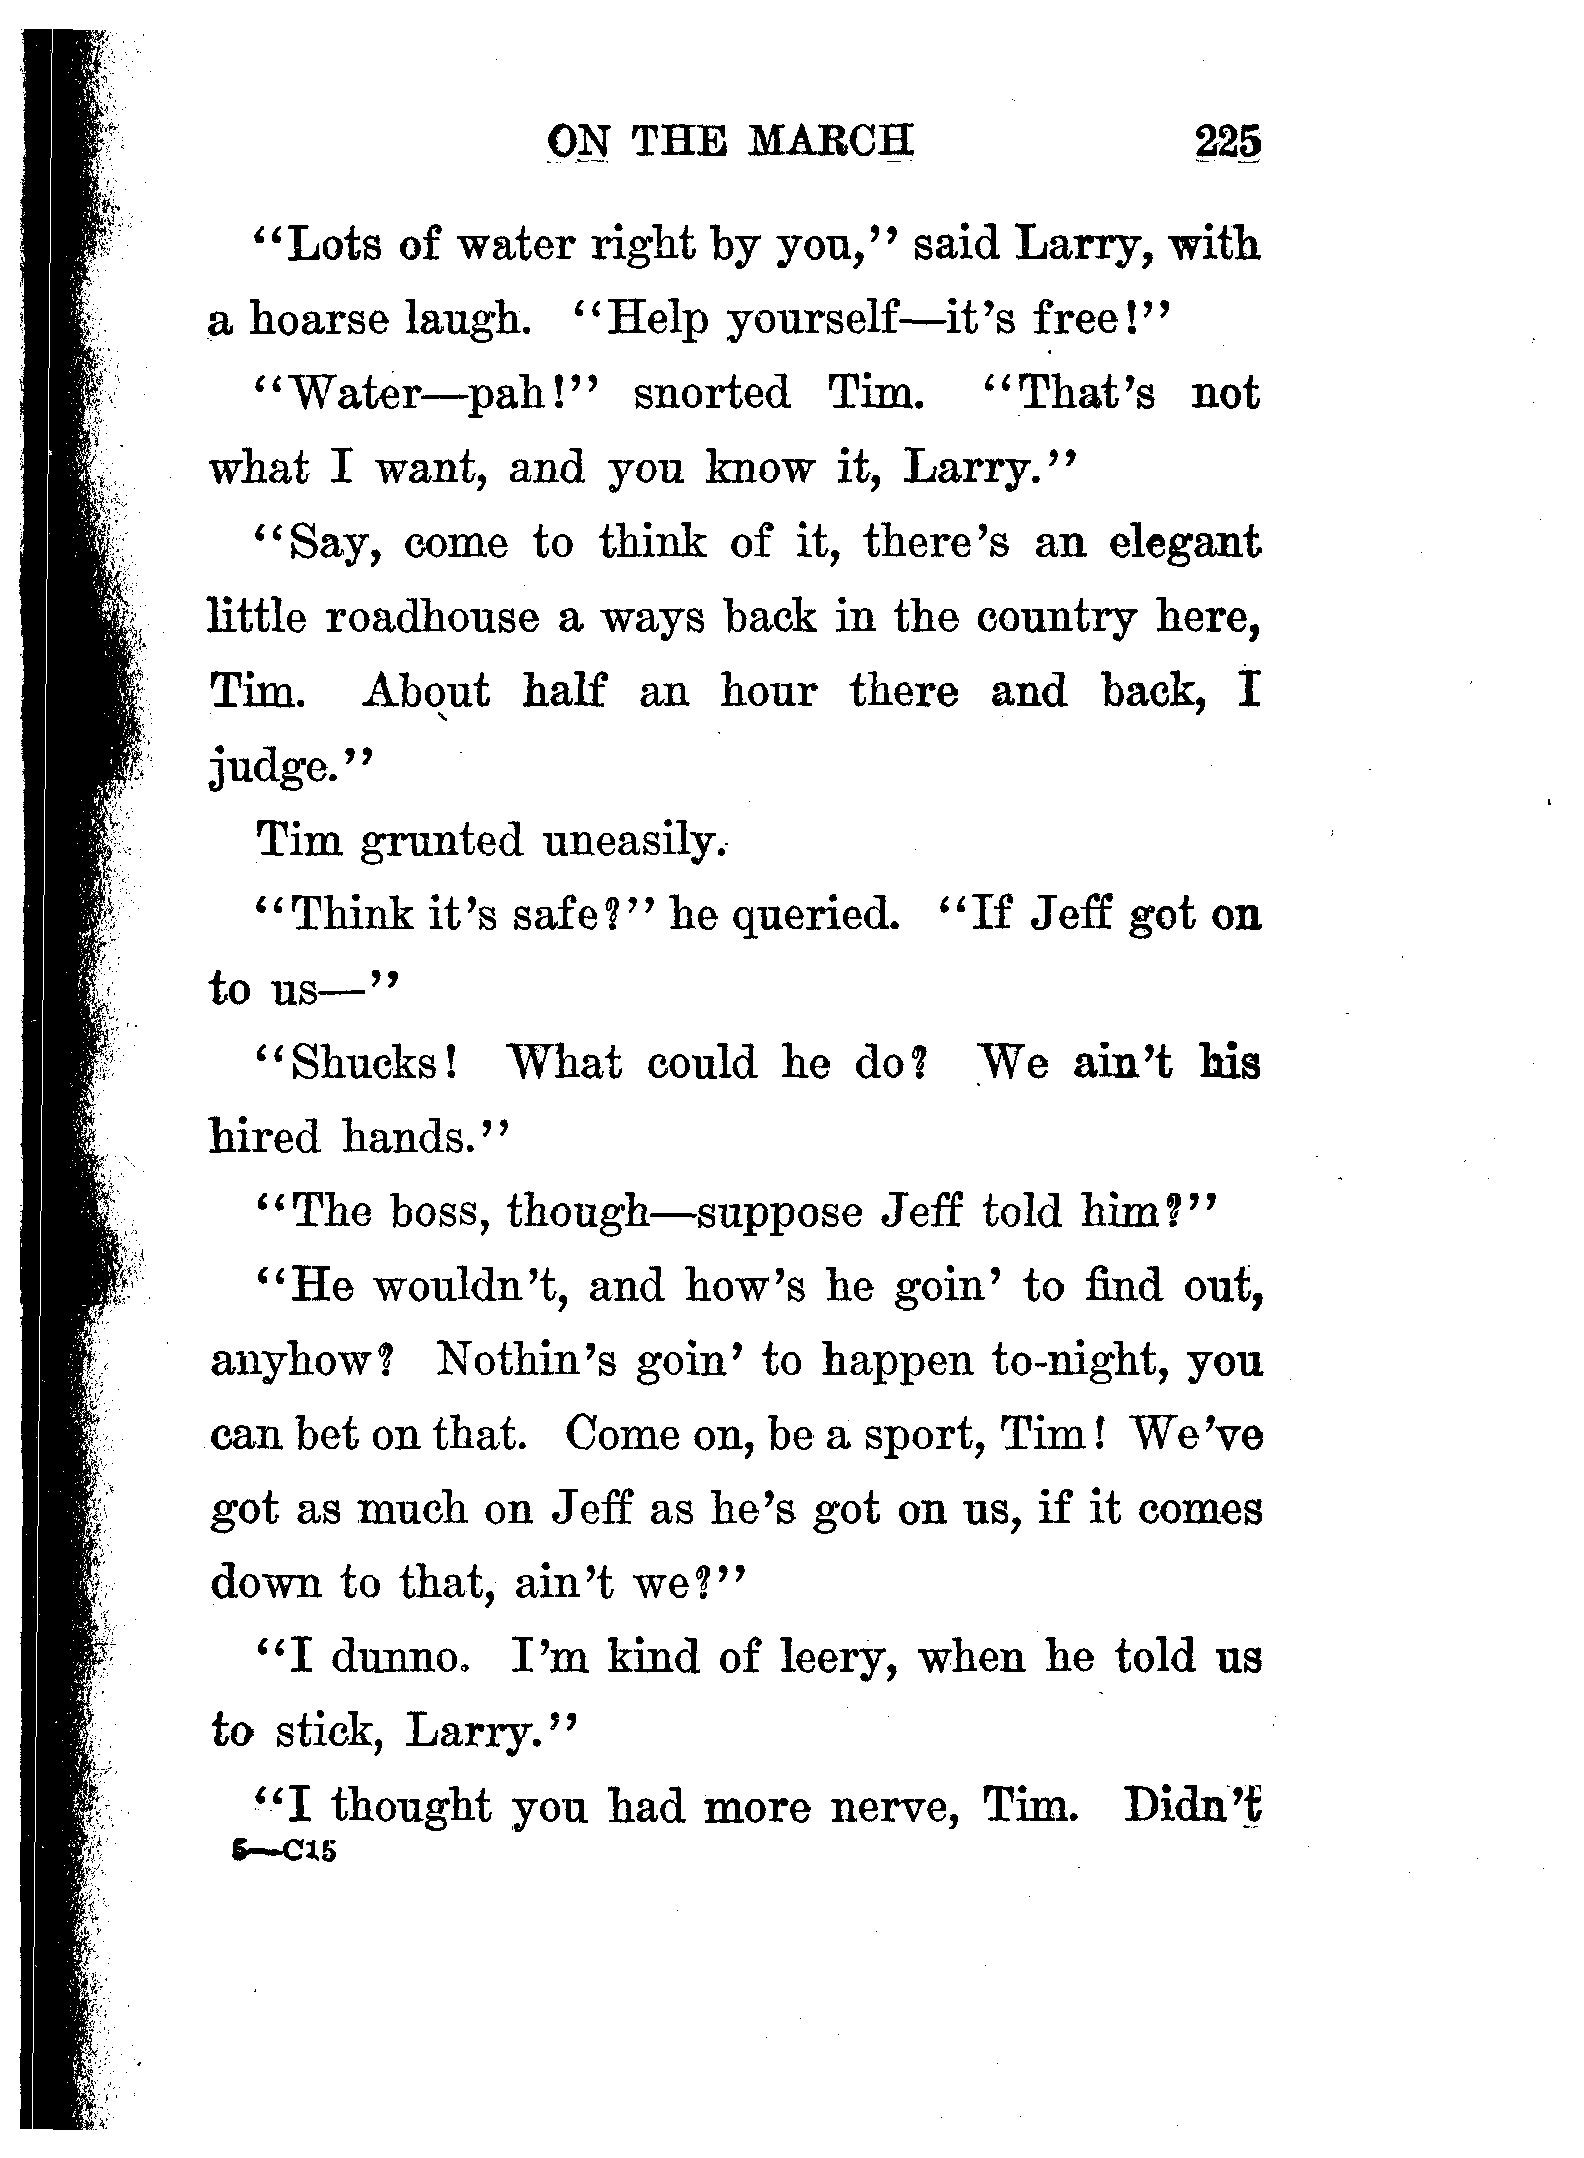 ON THE MARCH 225
“Lots of water right by you,” said Larry, with
a hoarse laugh. “Help yourself—it’s free!”
“Water—pah!” snorted Tim. “That’s not
what I want, and you know it, Larry.”
“Say, come to think of it, there’s an elegant
little roadhouse a ways back in the country here,
Tim. About half an hour there and back, I
judge.”
Tim grunted uneasily.
“Think it’s safe?” he queried. “If Jeff got on
to us—”
“Shucks! What could he do? We ain’t his
hired hands.”
“The boss, though—suppose Jeff told him?”
“He wouldn’t, and how’s he goin’ to find out,
anyhow? Nothin’s goin’ to happen to-night, you
can bet on that. Come on, be a sport, Tim! We’ve
got as much on Jeff as he’s got on us, if it comes
down to that, ain’t we?”
“I dunno. I’m kind of leery, when he told us
to stick, Larry.”
“I thought you had more nerve, Tim. Didn’t
5—C15